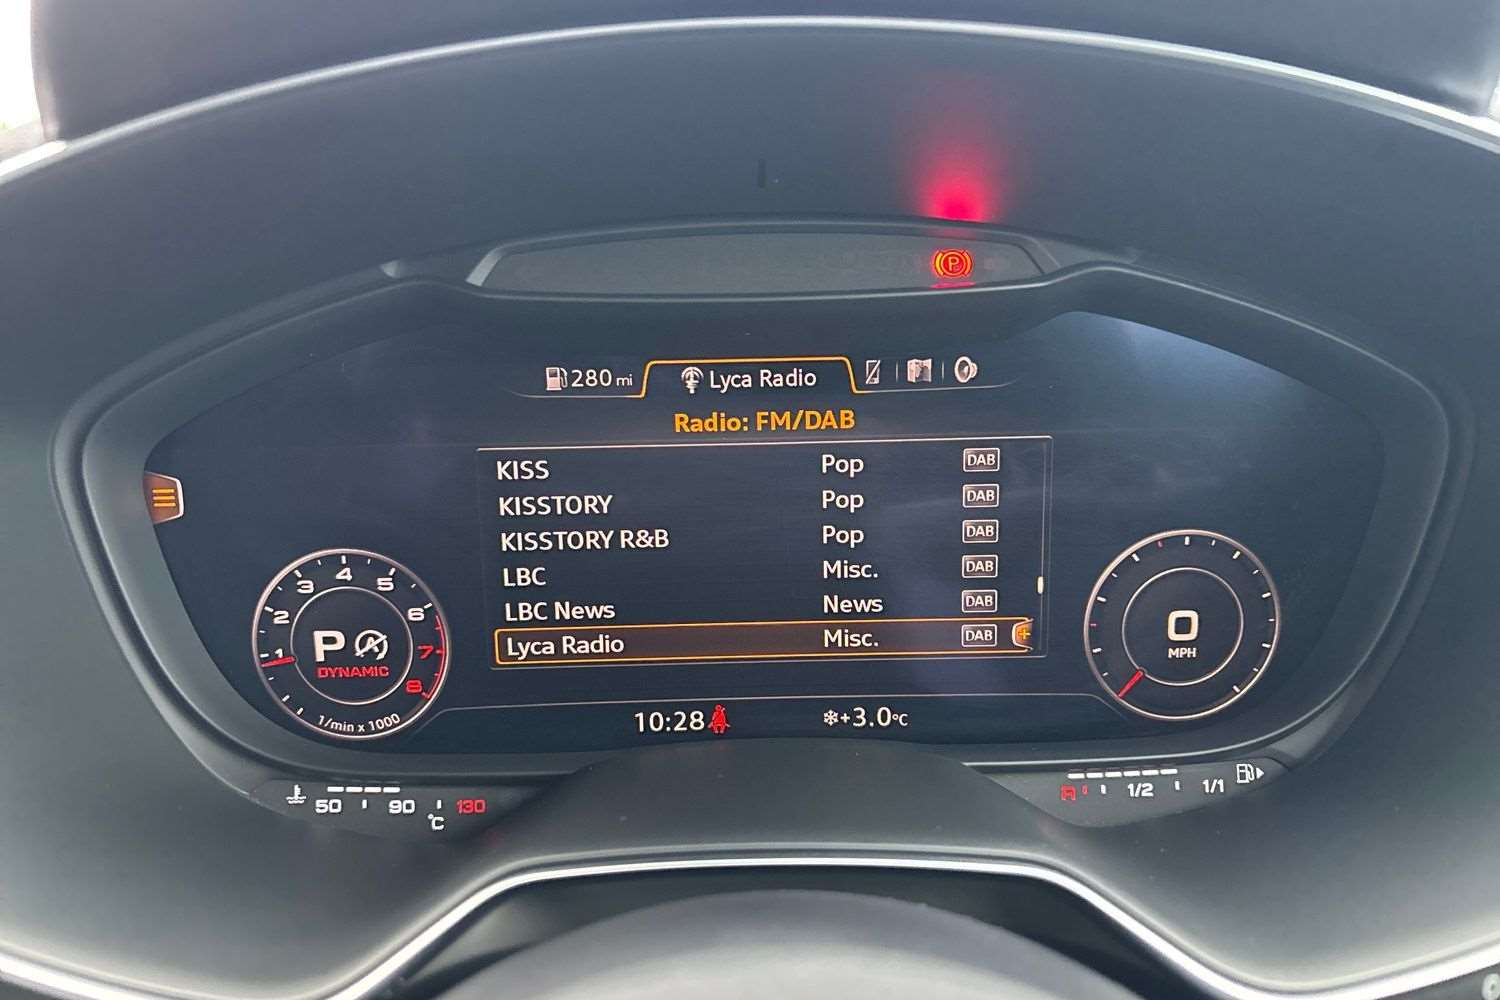 P
280 mi Lyca Radio
Radio: FM/DAB
KISS Pop DAB
KISSTORY Pop DAB
KISSTORY R&B Pop DAB
LBC Misc. DAB
LBC News News DAB
Lyca Radio Misc. DAB +
1 2 3 4 5 6 7 8
P A
DYNAMIC
1/min x 1000
0
MPH
10:28 +3.0°C
50 90 130
°C
R 1/2 1/1